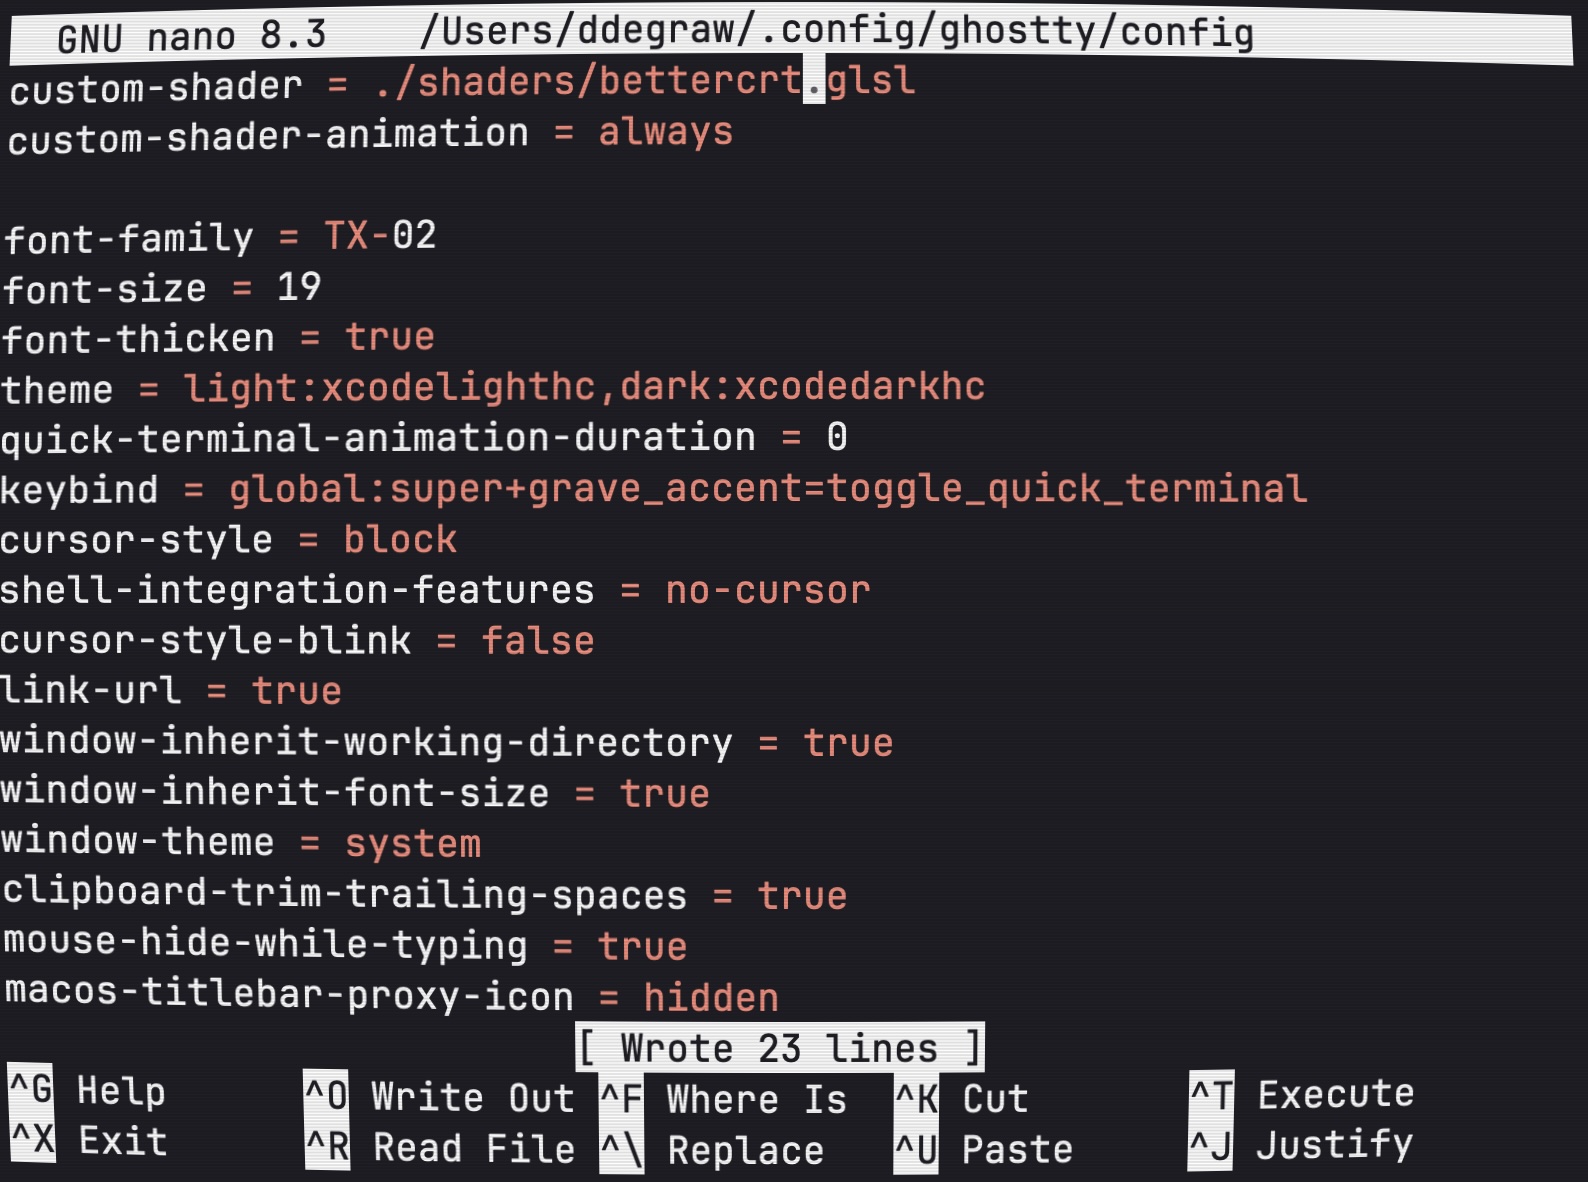 GNU nano 8.3    /Users/ddegraw/.config/ghostty/config
custom-shader = ./shaders/bettercrt.glsl
custom-shader-animation = always

font-family = TX-02
font-size = 19
font-thicken = true
theme = light:xcodelighthc,dark:xcodedarkhc
quick-terminal-animation-duration = 0
keybind = global:super+grave_accent=toggle_quick_terminal
cursor-style = block
shell-integration-features = no-cursor
cursor-style-blink = false
link-url = true
window-inherit-working-directory = true
window-inherit-font-size = true
window-theme = system
clipboard-trim-trailing-spaces = true
mouse-hide-while-typing = true
macos-titlebar-proxy-icon = hidden
[ Wrote 23 lines ]
^G Help ^O Write Out ^F Where Is ^K Cut ^T Execute
^X Exit ^R Read File ^\ Replace ^U Paste ^J Justify